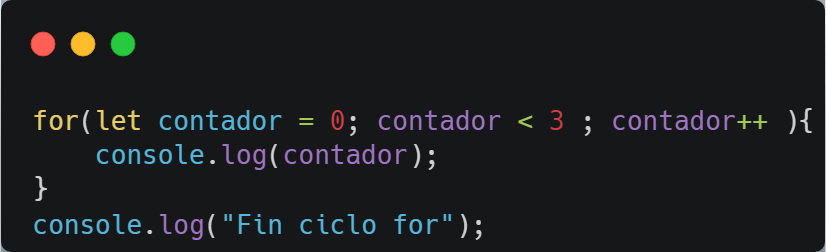 for(let contador = 0; contador < 3 ; contador++ ){
    console.log(contador);
}
console.log("Fin ciclo for");